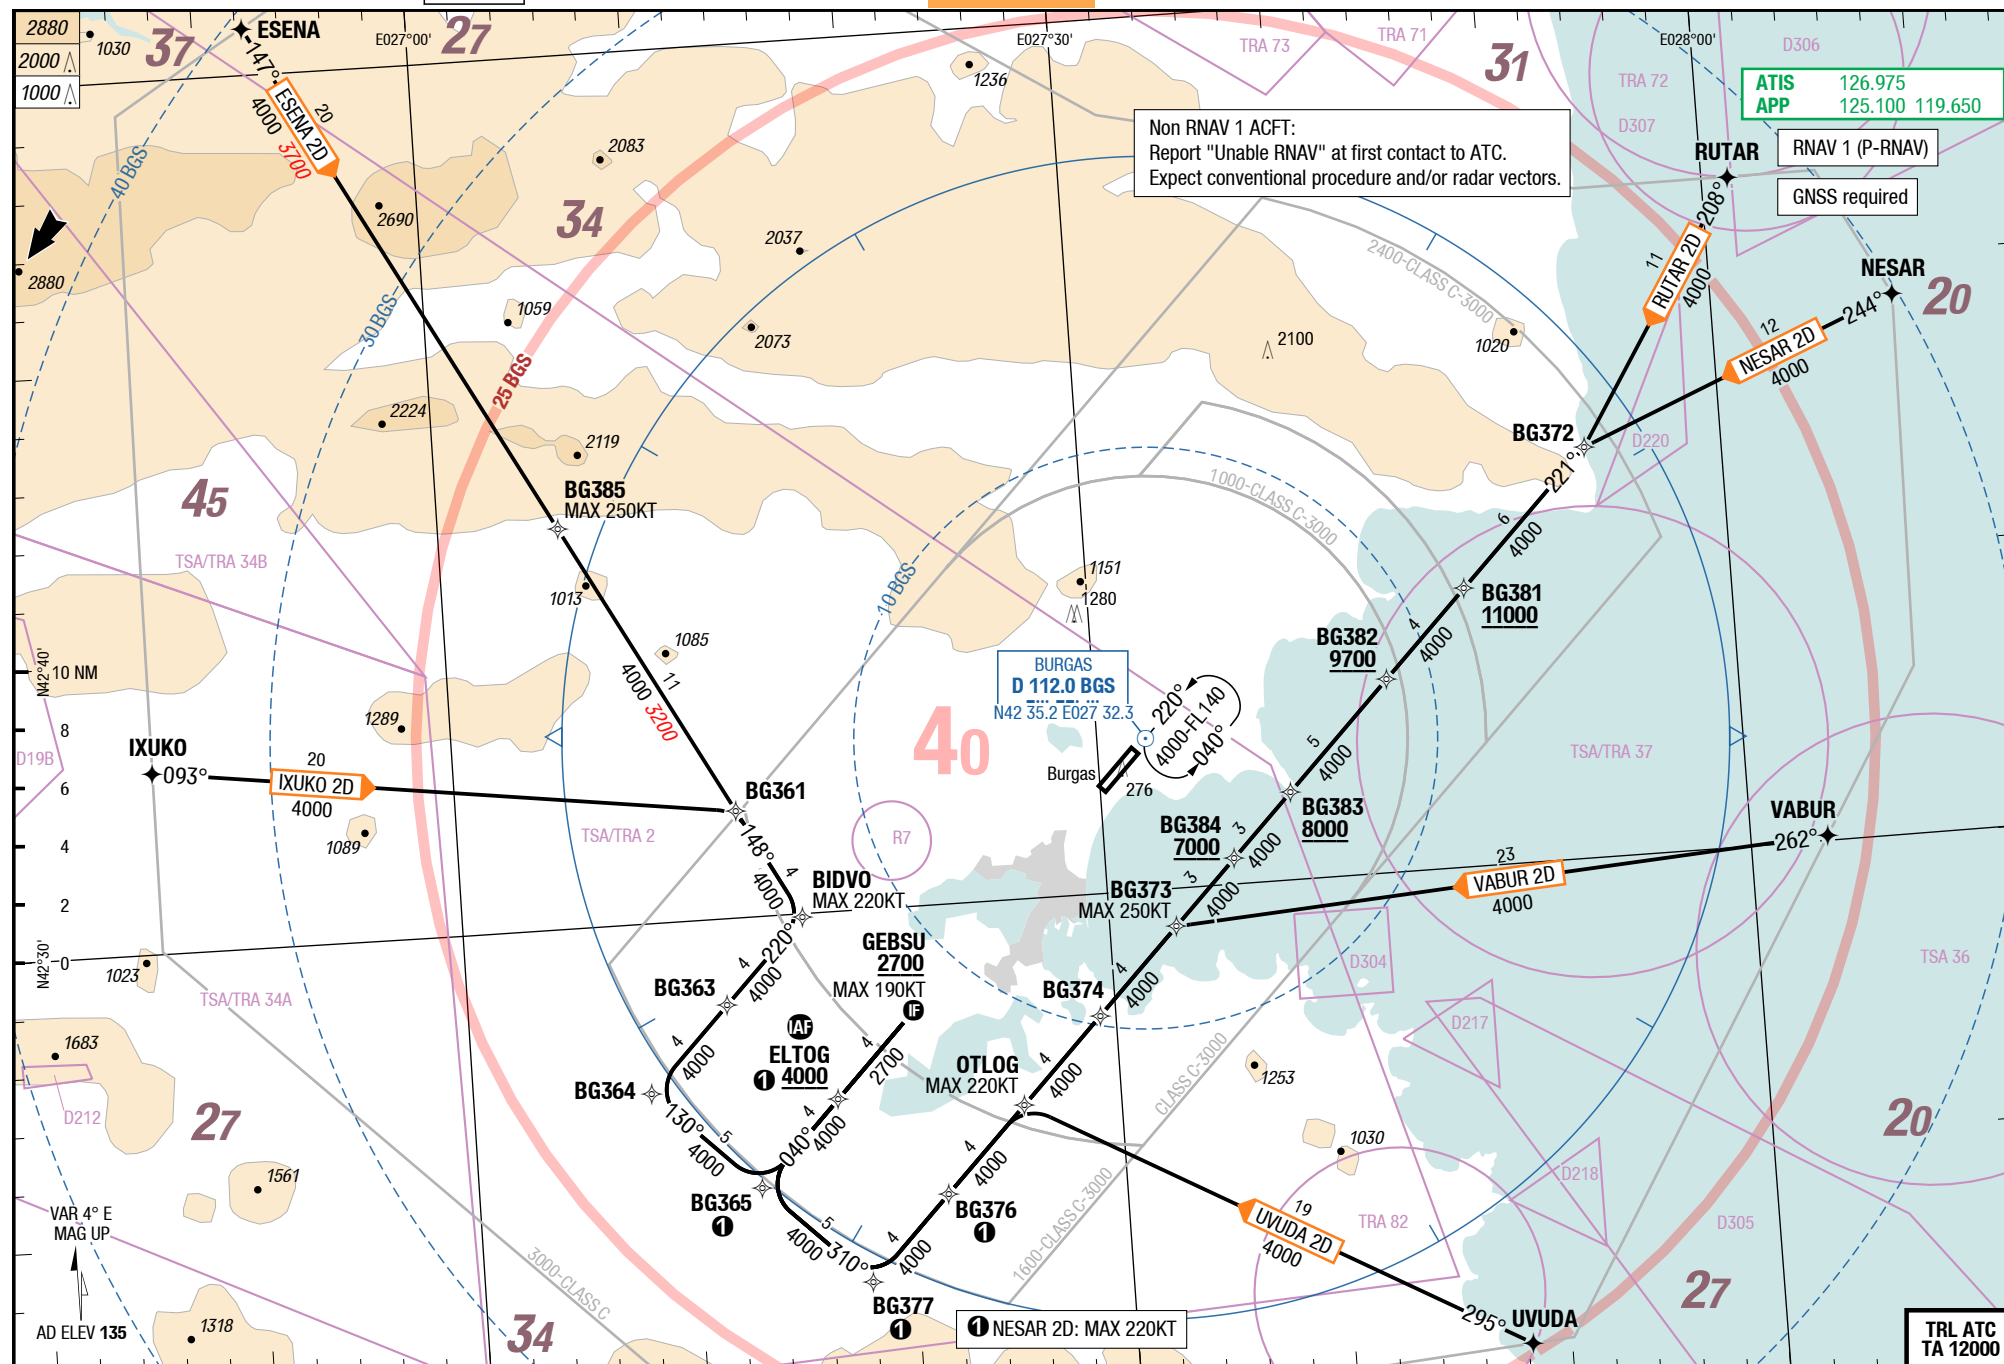 2880
2000
1000
1030
37
ESENA
27
E027°00'
E027°30'
1236
TRA 73
TRA 71
31
E028°00'
D306
TRA 72
D307
ATIS 126.975
APP 125.100 119.650
RNAV 1 (P-RNAV)
GNSS required
Non RNAV 1 ACFT:
Report "Unable RNAV" at first contact to ATC.
Expect conventional procedure and/or radar vectors.
147°
20
ESENA 2D
4000
3700
40 BGS
2083
2690
34
2037
2880
30 BGS
1059
2073
25 BGS
2224
2119
2400-CLASS C-3000
2100
1020
RUTAR
208°
11
RUTAR 2D
4000
NESAR
20
244°
12
NESAR 2D
4000
BG372
D220
221°
6
4000
45
BG385
MAX 250KT
TSA/TRA 34B
1013
1085
11
4000 3200
1000-CLASS C-3000
10 BGS
1151
1280
BG381
11000
4
4000
BG382
9700
5
4000
N42°40'
10 NM
8
6
4
2
0
N42°30'
BURGAS
D 112.0 BGS
N42 35.2 E027 32.3
220°
4000-FL140
040°
Burgas
276
40
1289
D19B
IXUKO
093°
20
IXUKO 2D
4000
1089
BG361
TSA/TRA 2
R7
148°
4
4000
BIDVO
MAX 220KT
TSA/TRA 37
BG383
8000
BG384
7000
3
4000
3
4000
BG373
MAX 250KT
VABUR
262°
23
VABUR 2D
4000
TSA 36
D304
D217
220°
4
4000
GEBSU
2700
MAX 190KT
IF
BG363
1023
TSA/TRA 34A
4
4000
IAF
ELTOG
1 4000
4
2700
BG374
4
4000
OTLOG
MAX 220KT
4
4000
CLASS C-3000
1253
1683
D212
27
BG364
130°
5
4000
040°
4
4000
BG365
1
4
4000
BG376
1
1030
20
D218
D305
TRA 82
1561
VAR 4° E
MAG UP
AD ELEV 135
1318
3000-CLASS C
34
5
4000
310°
4
4000
BG377
1
1600-CLASS C-3000
1 NESAR 2D: MAX 220KT
19
UVUDA 2D
4000
295°
UVUDA
27
TRL ATC
TA 12000